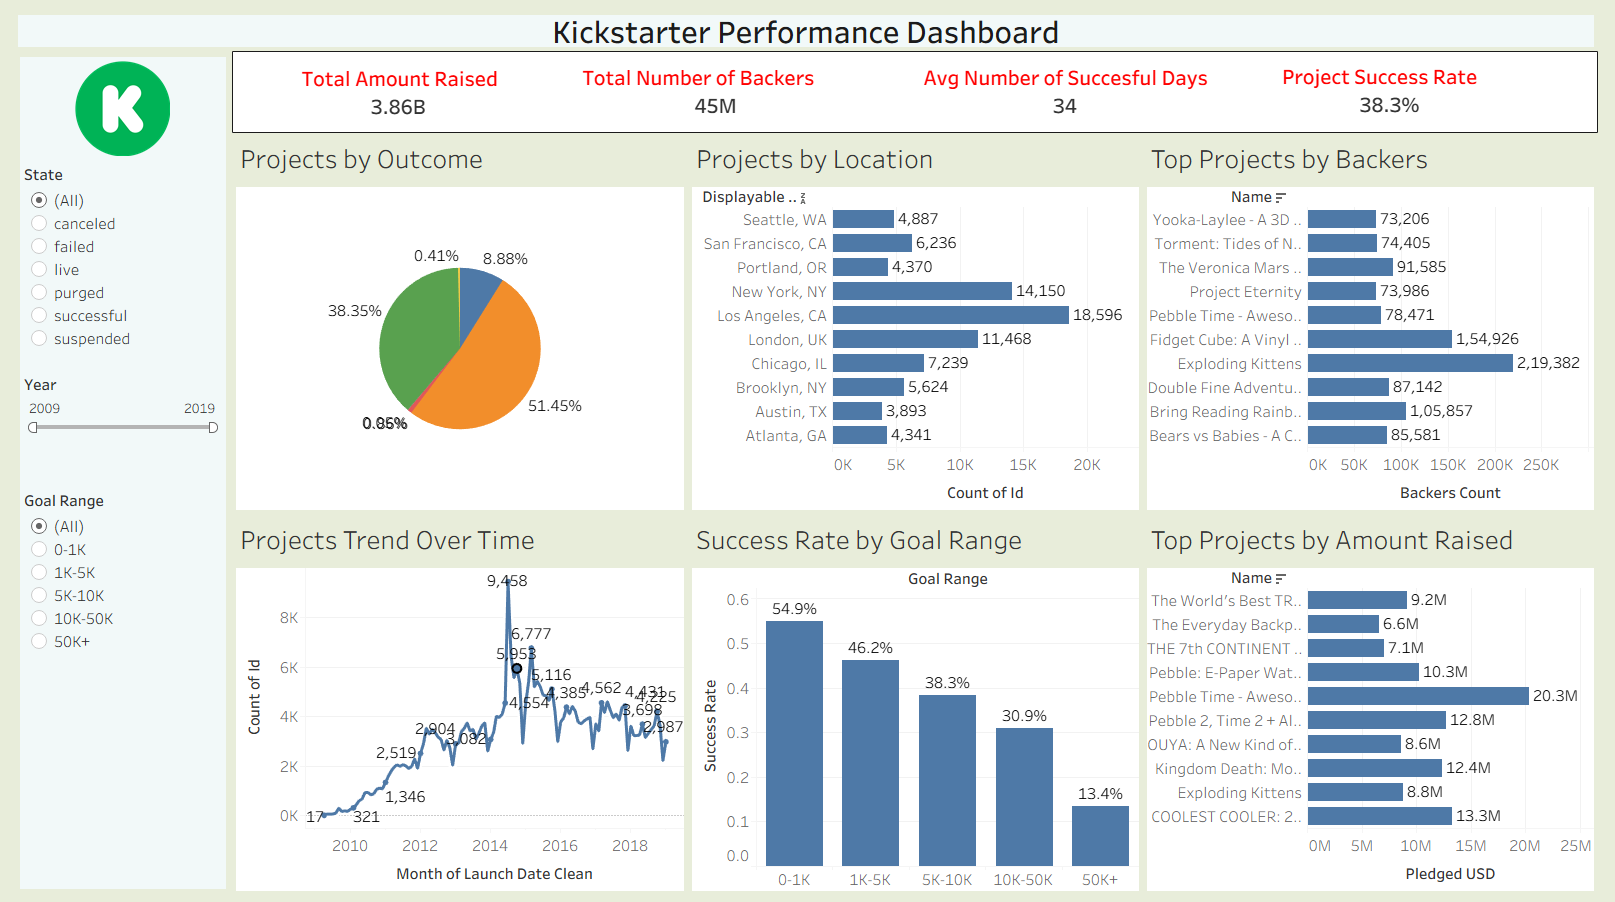 Kickstarter Performance Dashboard
Total Amount Raised
3.86B
Total Number of Backers
45M
Avg Number of Succesful Days
34
Project Success Rate
38.3%
K
State
(All)
canceled
failed
live
purged
successful
suspended
Year
2009 2019
Goal Range
(All)
0-1K
1K-5K
5K-10K
10K-50K
50K+
Projects by Outcome
0.41%
8.88%
38.35%
51.45%
Projects by Location
Displayable ..
Seattle, WA 4,887
San Francisco, CA 6,236
Portland, OR 4,370
New York, NY 14,150
Los Angeles, CA 18,596
London, UK 11,468
Chicago, IL 7,239
Brooklyn, NY 5,624
Austin, TX 3,893
Atlanta, GA 4,341
0K 5K 10K 15K 20K
Count of Id
Top Projects by Backers
Name
Yooka-Laylee - A 3D .. 73,206
Torment: Tides of N.. 74,405
The Veronica Mars .. 91,585
Project Eternity 73,986
Pebble Time - Aweso.. 78,471
Fidget Cube: A Vinyl .. 1,54,926
Exploding Kittens 2,19,382
Double Fine Adventu.. 87,142
Bring Reading Rainb.. 1,05,857
Bears vs Babies - A C.. 85,581
0K 50K 100K 150K 200K 250K
Backers Count
Projects Trend Over Time
Count of Id
8K
6K
4K
2K
0K
9,458
6,777
5,953
5,116
4,385
4,562
4,431
4,225
4,554
3,698
2,987
2,904
3,082
2,519
1,346
17
321
2010 2012 2014 2016 2018
Month of Launch Date Clean
Success Rate by Goal Range
Goal Range
Success Rate
0.6
0.5
0.4
0.3
0.2
0.1
0.0
54.9%
46.2%
38.3%
30.9%
13.4%
0-1K 1K-5K 5K-10K 10K-50K 50K+
Top Projects by Amount Raised
Name
The World's Best TR.. 9.2M
The Everyday Backp.. 6.6M
THE 7th CONTINENT .. 7.1M
Pebble: E-Paper Wat.. 10.3M
Pebble Time - Aweso.. 20.3M
Pebble 2, Time 2 + Al.. 12.8M
OUYA: A New Kind of.. 8.6M
Kingdom Death: Mo.. 12.4M
Exploding Kittens 8.8M
COOLEST COOLER: 2.. 13.3M
0M 5M 10M 15M 20M 25M
Pledged USD